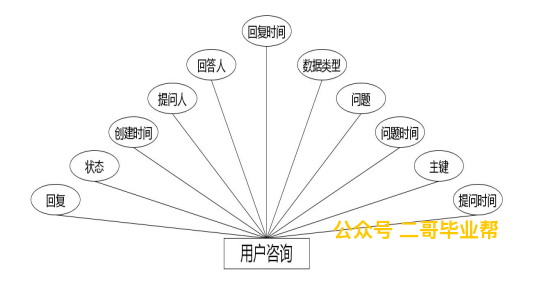 回复时间
回答人
数据类型
提问人
问题
创建时间
问题时间
状态
主键
回复
提问时间
公众号 二哥毕业帮
用户咨询